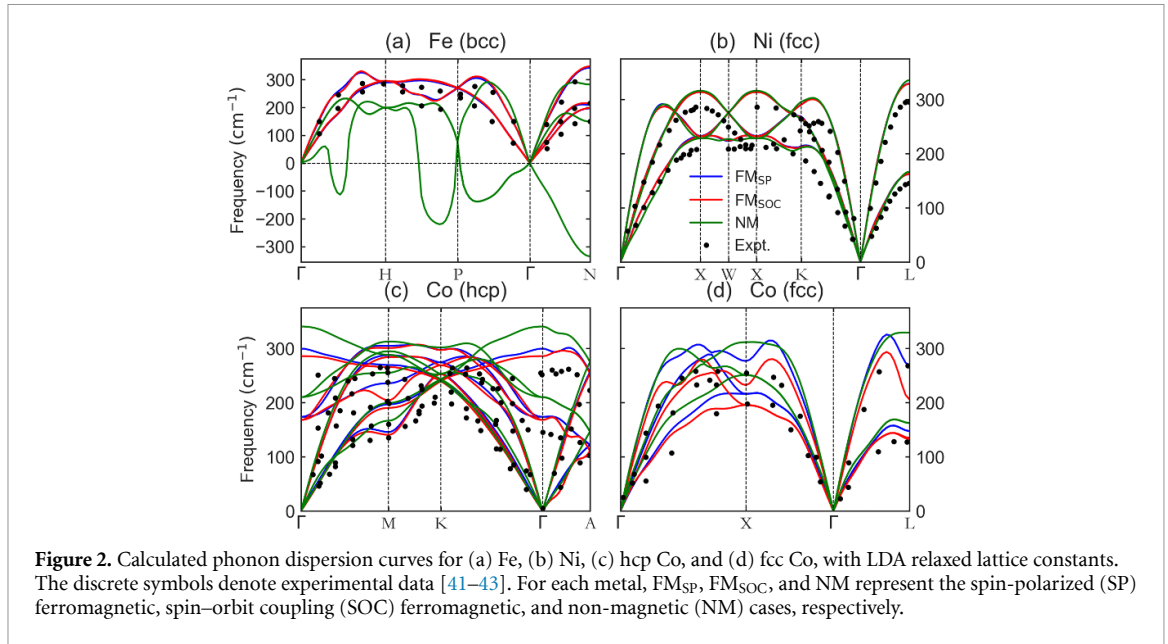 (a) Fe (bcc)
(b) Ni (fcc)
Frequency (cm⁻¹)
300
200
100
0
−100
−200
−300
Γ H P Γ N
FM_SP
FM_SOC
NM
Expt.
300
200
100
0
Γ X W X K Γ L
(c) Co (hcp)
(d) Co (fcc)
Frequency (cm⁻¹)
300
200
100
0
Γ M K Γ A
300
200
100
0
Γ X Γ L
Figure 2. Calculated phonon dispersion curves for (a) Fe, (b) Ni, (c) hcp Co, and (d) fcc Co, with LDA relaxed lattice constants.
The discrete symbols denote experimental data [41–43]. For each metal, FM_SP, FM_SOC, and NM represent the spin-polarized (SP)
ferromagnetic, spin–orbit coupling (SOC) ferromagnetic, and non-magnetic (NM) cases, respectively.